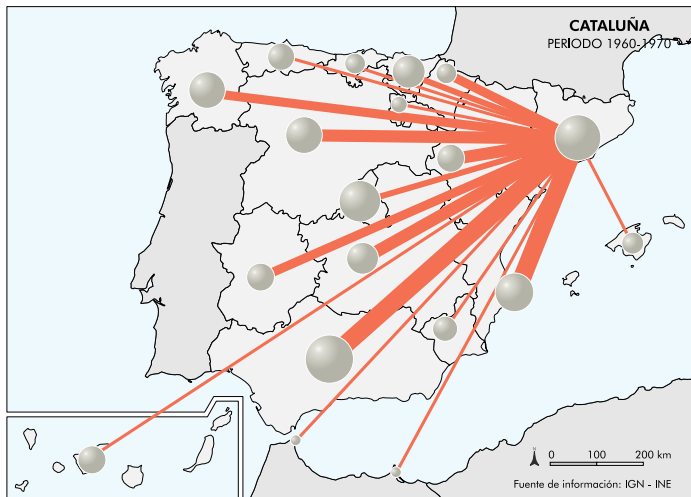 CATALUÑA
PERIODO 1960-1970
N
0 100 200 km
Fuente de información: IGN - INE